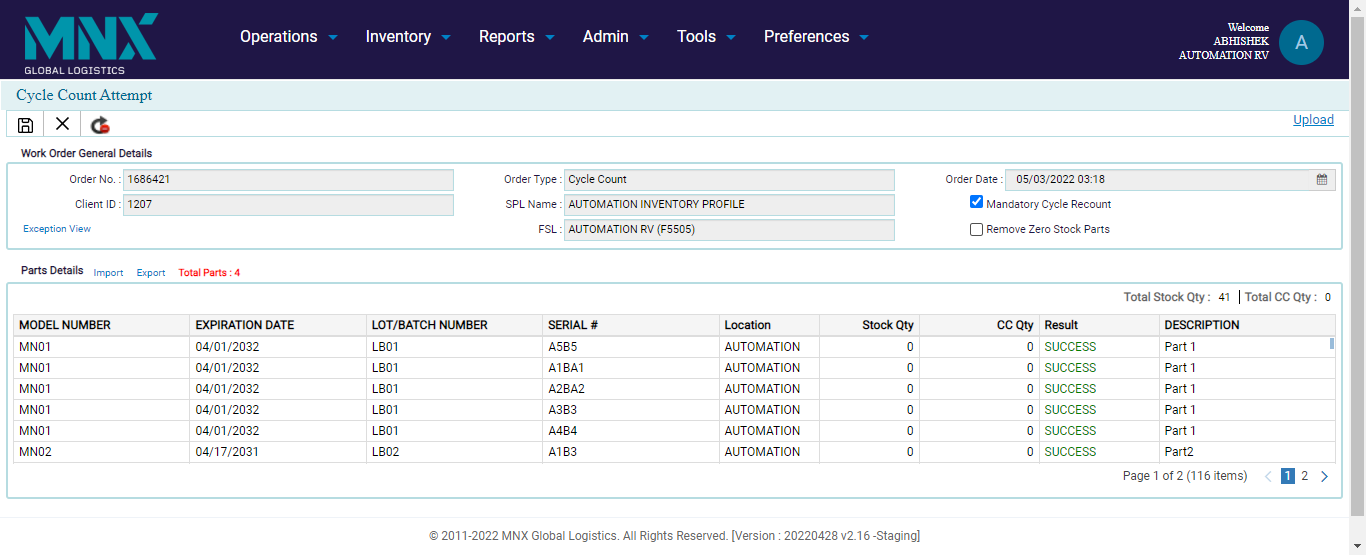 MNX
GLOBAL LOGISTICS
Operations Inventory Reports Admin Tools Preferences
Welcome
ABHISHEK
AUTOMATION RV
A
Cycle Count Attempt
Upload
Work Order General Details
Order No. : 1686421 Order Type : Cycle Count Order Date : 05/03/2022 03:18
Client ID : 1207 SPL Name : AUTOMATION INVENTORY PROFILE Mandatory Cycle Recount
Exception View FSL : AUTOMATION RV (F5505) Remove Zero Stock Parts
Parts Details Import Export Total Parts : 4
Total Stock Qty : 41 Total CC Qty : 0
MODEL NUMBER EXPIRATION DATE LOT/BATCH NUMBER SERIAL # Location Stock Qty CC Qty Result DESCRIPTION
MN01 04/01/2032 LB01 A5B5 AUTOMATION 0 0 SUCCESS Part 1
MN01 04/01/2032 LB01 A1BA1 AUTOMATION 0 0 SUCCESS Part 1
MN01 04/01/2032 LB01 A2BA2 AUTOMATION 0 0 SUCCESS Part 1
MN01 04/01/2032 LB01 A3B3 AUTOMATION 0 0 SUCCESS Part 1
MN01 04/01/2032 LB01 A4B4 AUTOMATION 0 0 SUCCESS Part 1
MN02 04/17/2031 LB02 A1B3 AUTOMATION 0 0 SUCCESS Part2
Page 1 of 2 (116 items) 1 2
© 2011-2022 MNX Global Logistics. All Rights Reserved. [Version : 20220428 v2.16 -Staging]